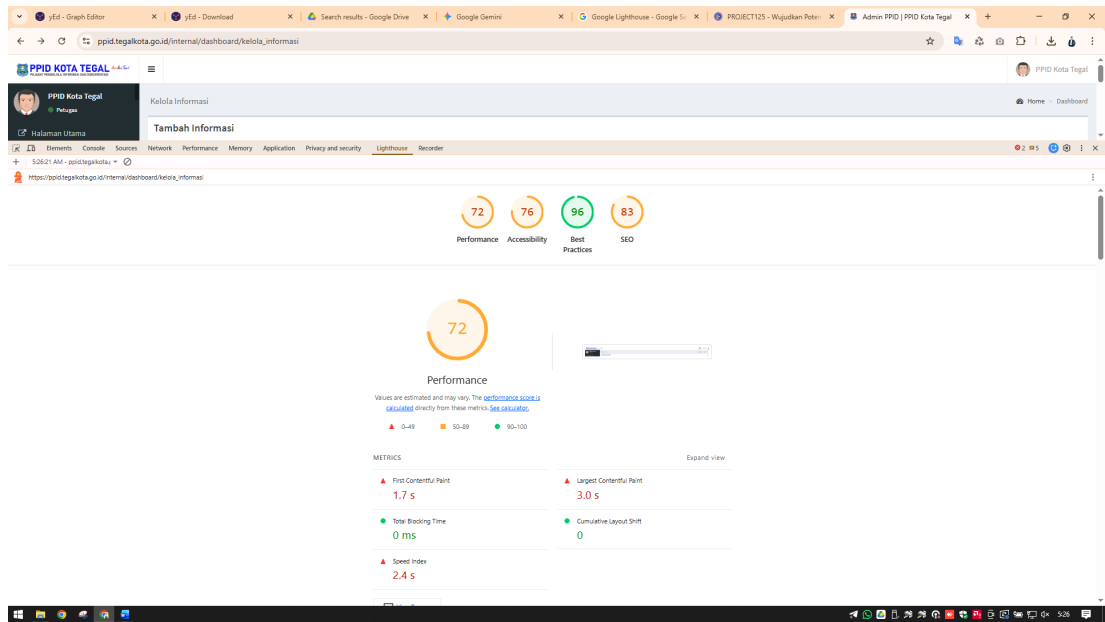 yEd - Graph Editor
yEd - Download
Search results - Google Drive
Google Gemini
Google Lighthouse - Google Se
PROJECT125 - Wujudkan Poten
Admin PPID | PPID Kota Tegal
ppid.tegalkota.go.id/internal/dashboard/kelola_informasi
PPID KOTA TEGAL
PPID Kota Tegal
PPID Kota Tegal
Petugas
Kelola Informasi
Home
Dashboard
Halaman Utama
Tambah Informasi
Elements Console Sources Network Performance Memory Application Privacy and security Lighthouse Recorder
2 5
5:26:21 AM - ppid.tegalkota.g
https://ppid.tegalkota.go.id/internal/dashboard/kelola_informasi
72 76 96 83
Performance Accessibility Best Practices SEO
72
Performance
Values are estimated and may vary. The performance score is
calculated directly from these metrics. See calculator.
0–49 50–89 90–100
METRICS
Expand view
First Contentful Paint
1.7 s
Largest Contentful Paint
3.0 s
Total Blocking Time
0 ms
Cumulative Layout Shift
0
Speed Index
2.4 s
5:26